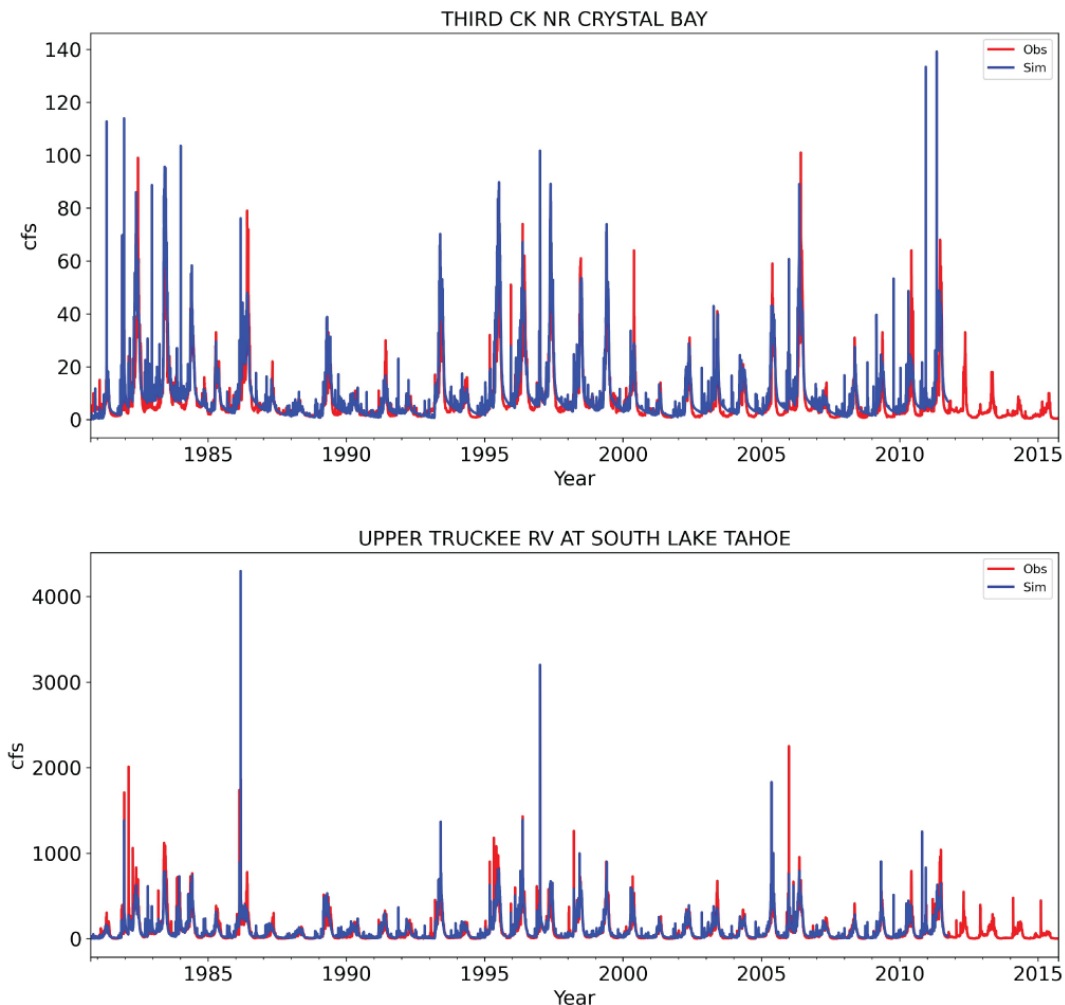 THIRD CK NR CRYSTAL BAY
140
120
100
80
60
40
20
0
cfs
Obs
Sim
1985 1990 1995 2000 2005 2010 2015
Year
UPPER TRUCKEE RV AT SOUTH LAKE TAHOE
4000
3000
2000
1000
0
cfs
Obs
Sim
1985 1990 1995 2000 2005 2010 2015
Year